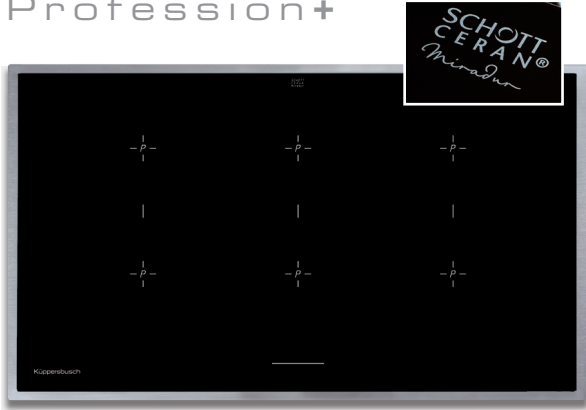 Profession+
SCHOTT
CERAN®
Miradur
P P P
P P P
Küppersbusch